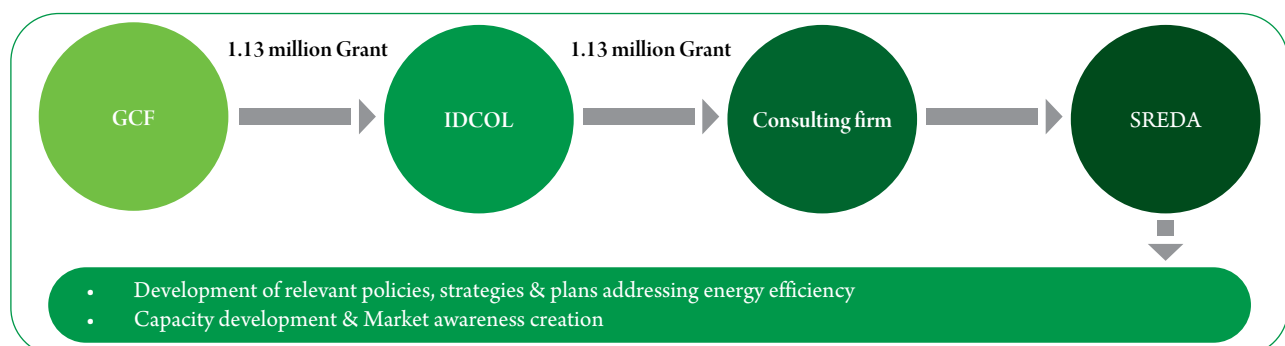 1.13 million Grant
1.13 million Grant
GCF
IDCOL
Consulting firm
SREDA
• Development of relevant policies, strategies & plans addressing energy efficiency
• Capacity development & Market awareness creation